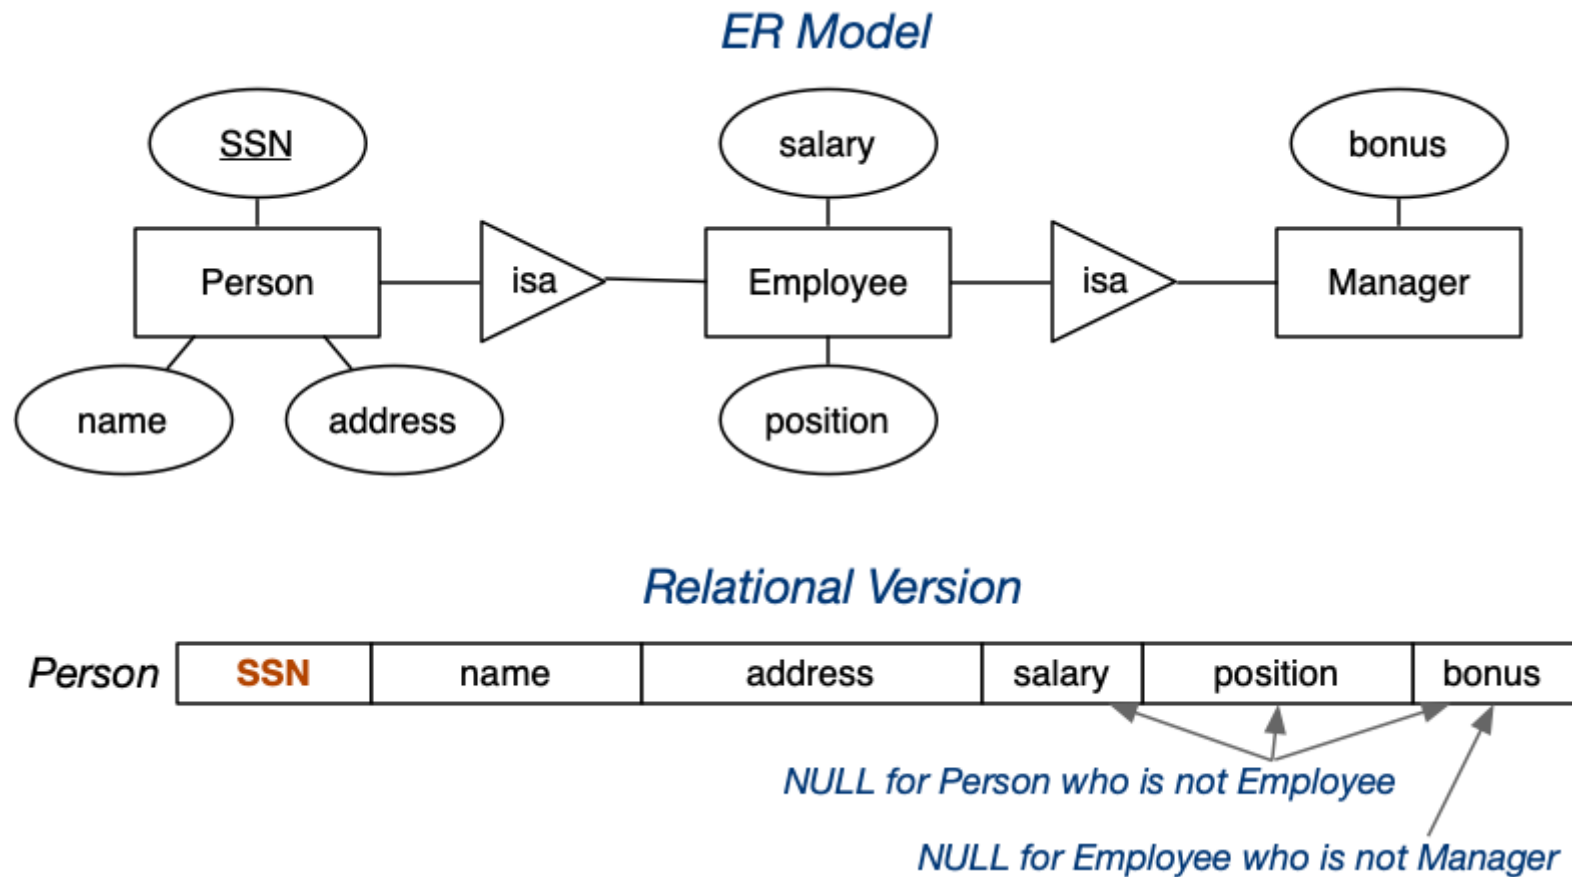 ER Model
SSN
salary
bonus
Person
isa
Employee
isa
Manager
name
address
position
Relational Version
Person SSN name address salary position bonus
NULL for Person who is not Employee
NULL for Employee who is not Manager